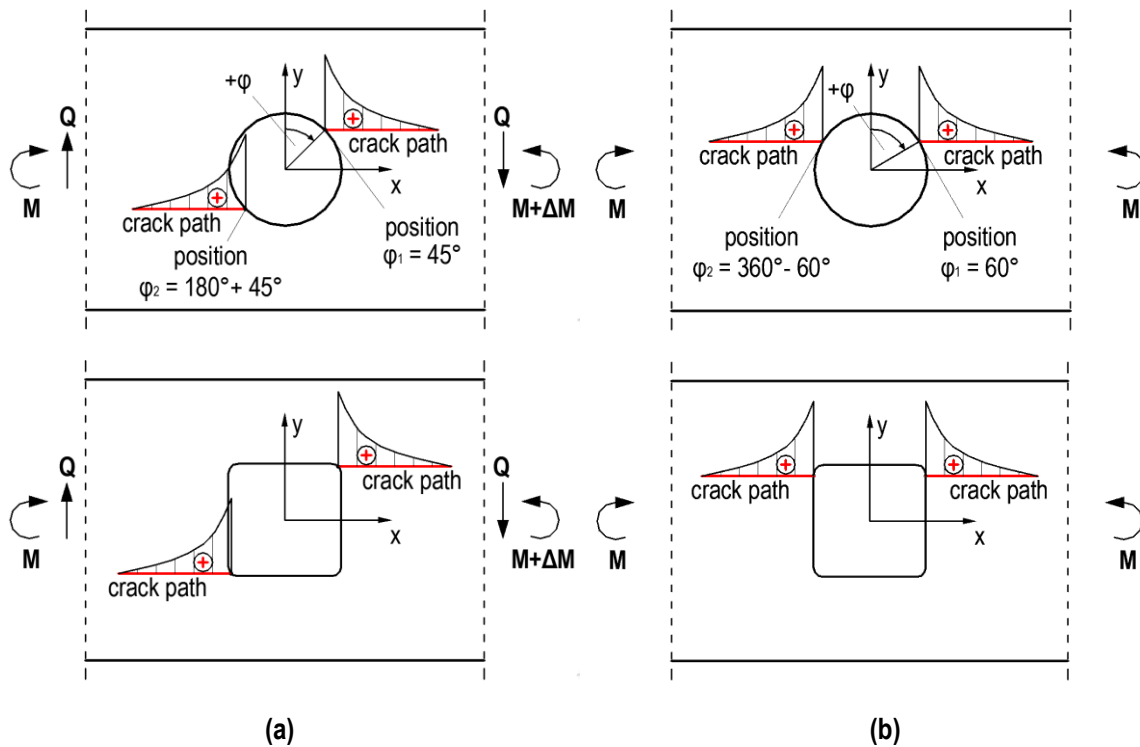 +φ
y
Q
M
crack path
x
crack path
position
φ₁ = 45°
position
φ₂ = 180°+ 45°
Q
M+ΔM
+φ
y
M
crack path
crack path
x
position
φ₂ = 360°- 60°
position
φ₁ = 60°
M
y
Q
M
crack path
x
crack path
Q
M+ΔM
y
M
crack path
crack path
x
M
(a)
(b)